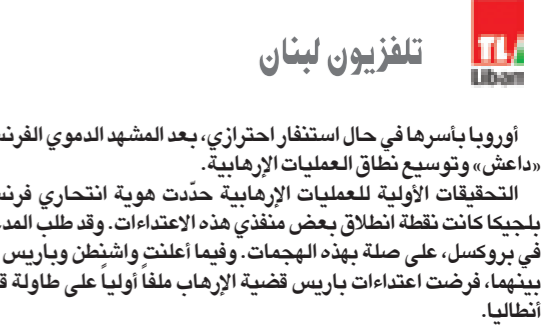 TL
Liban
تلفزيون لبنان
أوروبا بأسرها في حال استنفار احترازي، بعد المشهد الدموي
«داعش» وتوسيع نطاق العمليات الإرهابية.
التحقيقات الأولية للعمليات الإرهابية حدّدت هوية انتحاري
بلجيكا كانت نقطة انطلاق بعض منفذي هذه الاعتداءات. وقد طلب
في بروكسل، على صلة بهذه الهجمات. وفيما أعلنت واشنطن وباريس
بينهما، فرضت اعتداءات باريس قضية الإرهاب ملفاً أولياً على طاولة
أنطاليا.